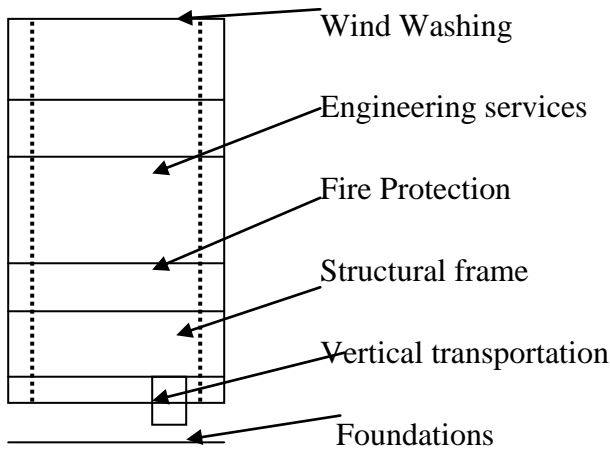 Wind Washing
Engineering services
Fire Protection
Structural frame
Vertical transportation
Foundations